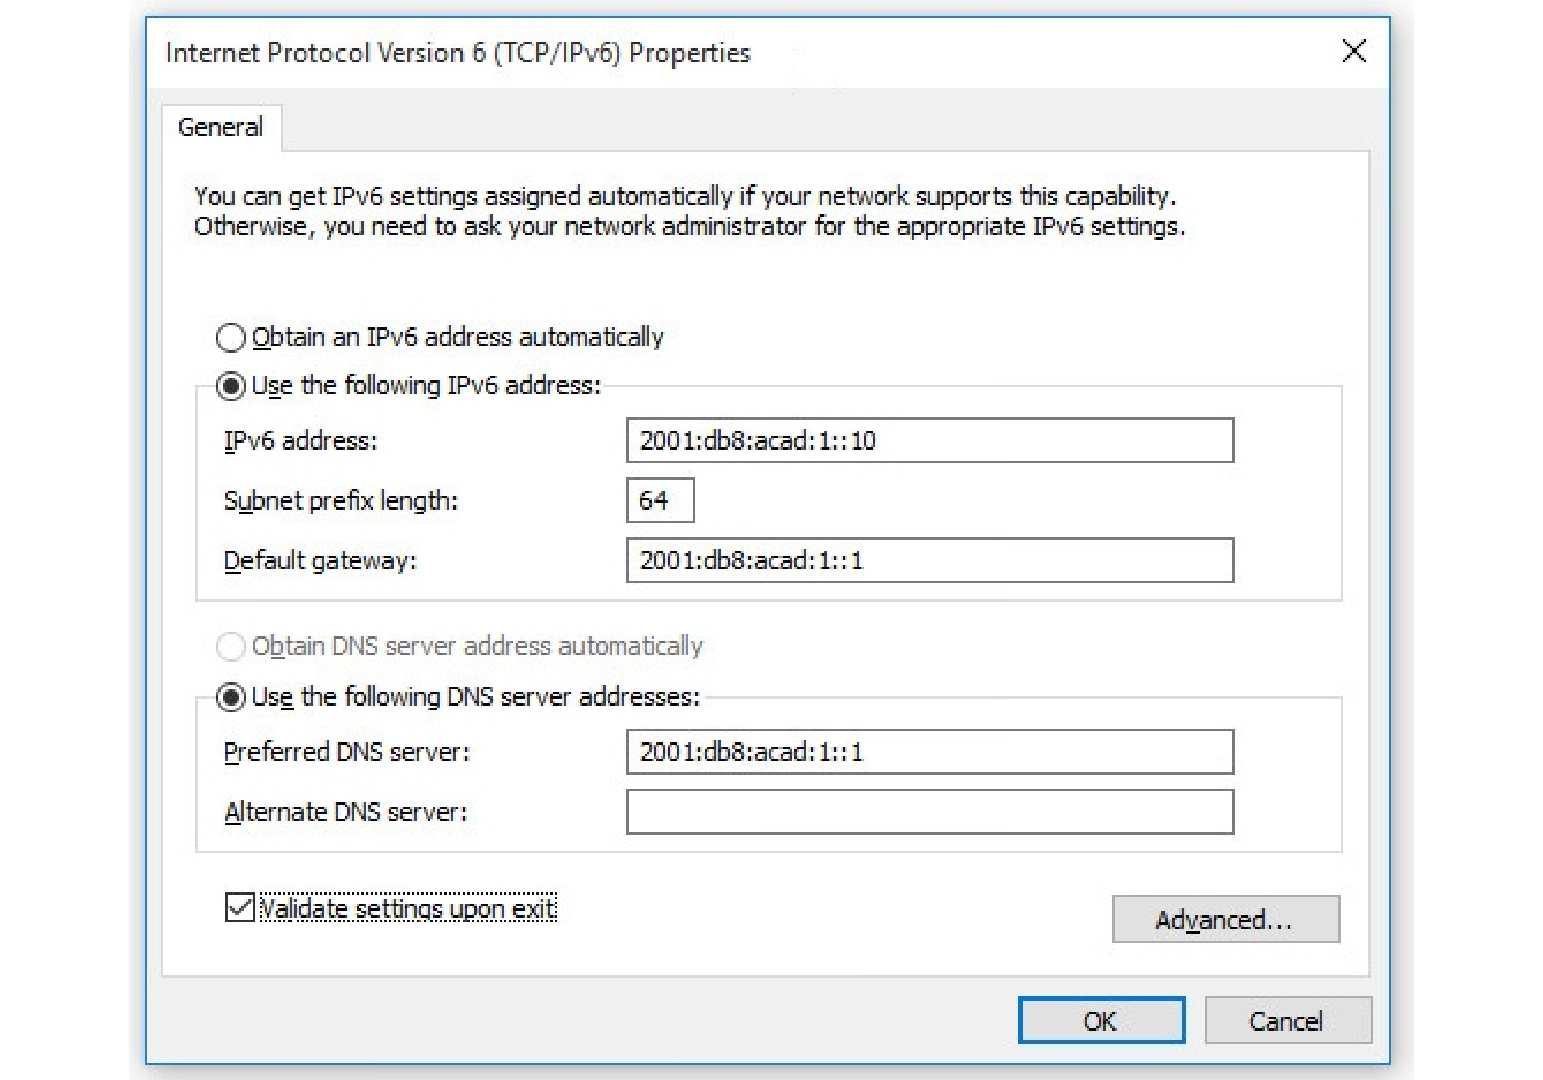 Internet Protocol Version 6 (TCP/IPv6) Properties
General
You can get IPv6 settings assigned automatically if your network supports this capability.
Otherwise, you need to ask your network administrator for the appropriate IPv6 settings.
Obtain an IPv6 address automatically
Use the following IPv6 address:
IPv6 address: 2001:db8:acad:1::10
Subnet prefix length: 64
Default gateway: 2001:db8:acad:1::1
Obtain DNS server address automatically
Use the following DNS server addresses:
Preferred DNS server: 2001:db8:acad:1::1
Alternate DNS server:
Validate settings upon exit
Advanced...
OK Cancel